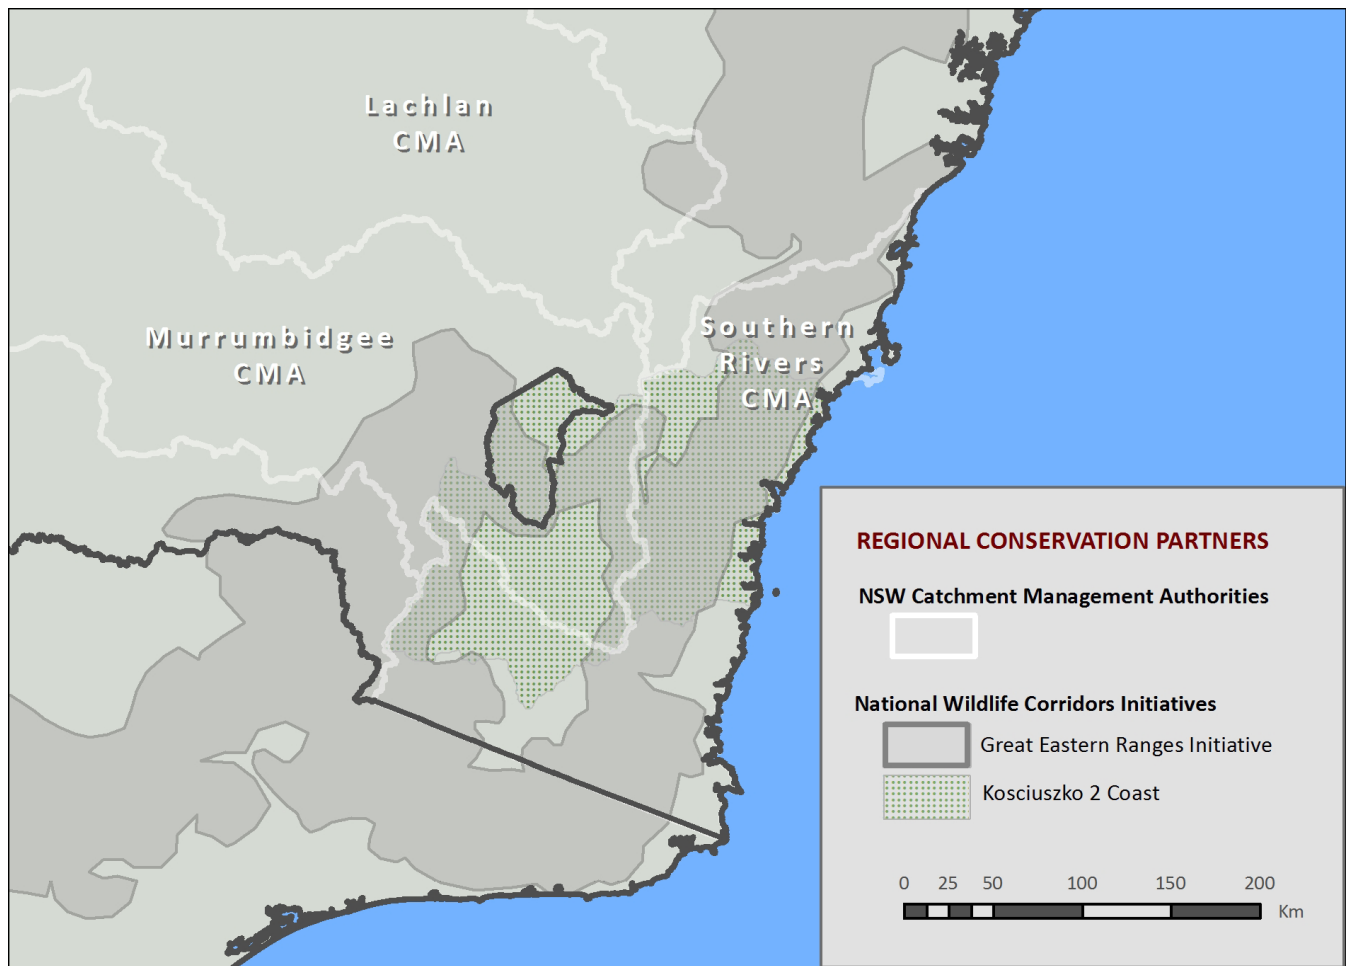 Lachlan
CMA
Murrumbidgee
CMA
Southern
Rivers
CMA
REGIONAL CONSERVATION PARTNERS
NSW Catchment Management Authorities
National Wildlife Corridors Initiatives
Great Eastern Ranges Initiative
Kosciuszko 2 Coast
0 25 50 100 150 200
Km